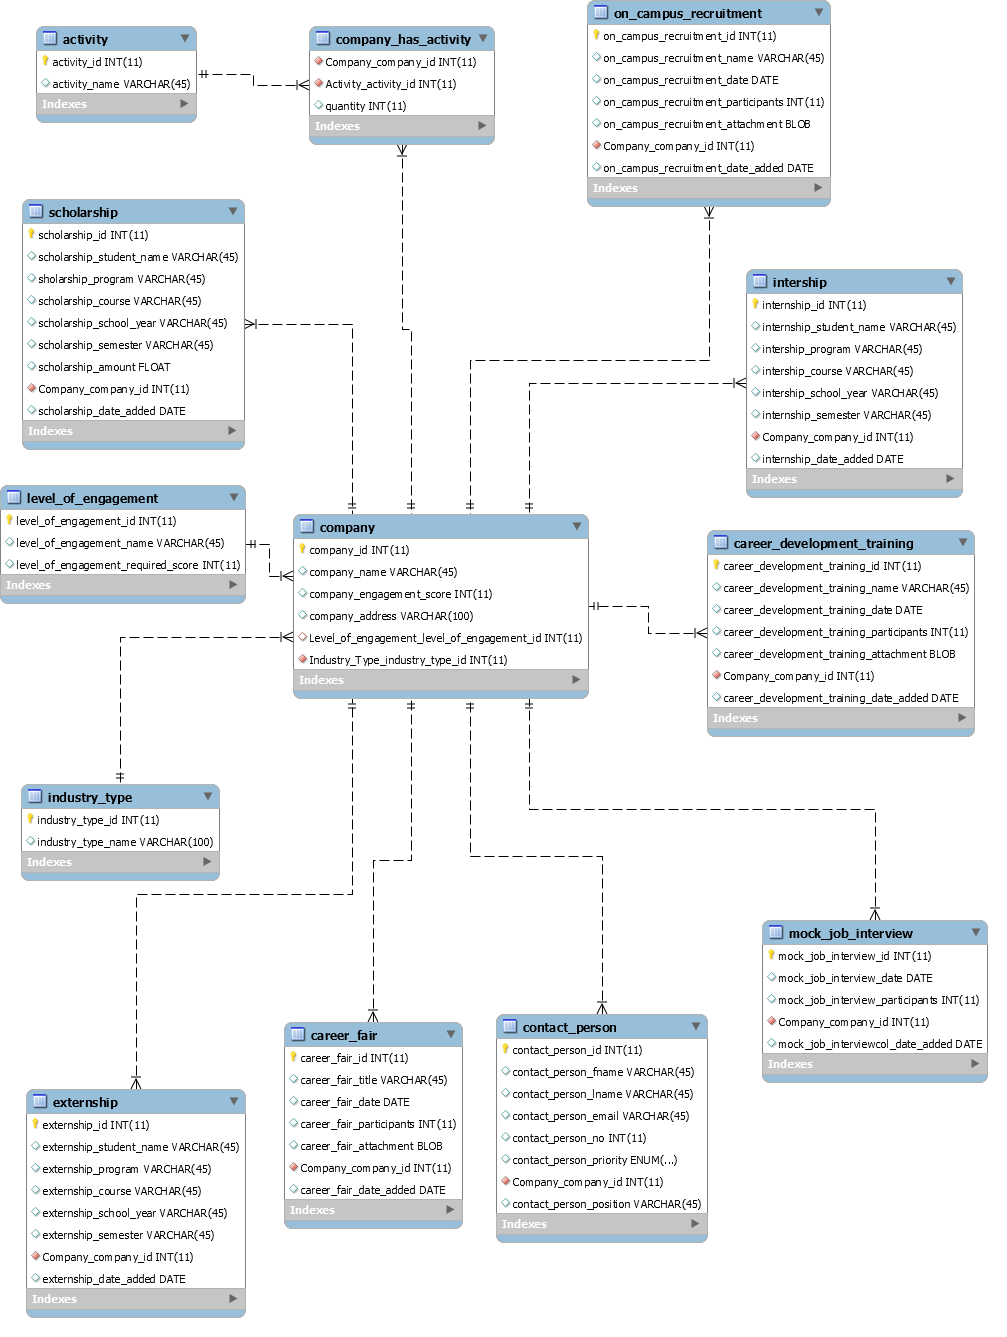 activity
activity_id INT(11)
activity_name VARCHAR(45)
Indexes
company_has_activity
Company_company_id INT(11)
Activity_activity_id INT(11)
quantity INT(11)
Indexes
on_campus_recruitment
on_campus_recruitment_id INT(11)
on_campus_recruitment_name VARCHAR(45)
on_campus_recruitment_date DATE
on_campus_recruitment_participants INT(11)
on_campus_recruitment_attachment BLOB
Company_company_id INT(11)
on_campus_recruitment_date_added DATE
Indexes
scholarship
scholarship_id INT(11)
scholarship_student_name VARCHAR(45)
sholarship_program VARCHAR(45)
scholarship_course VARCHAR(45)
scholarship_school_year VARCHAR(45)
scholarship_semester VARCHAR(45)
scholarship_amount FLOAT
Company_company_id INT(11)
scholarship_date_added DATE
Indexes
intership
internship_id INT(11)
internship_student_name VARCHAR(45)
intership_program VARCHAR(45)
intership_course VARCHAR(45)
intership_school_year VARCHAR(45)
internship_semester VARCHAR(45)
Company_company_id INT(11)
internship_date_added DATE
Indexes
level_of_engagement
level_of_engagement_id INT(11)
level_of_engagement_name VARCHAR(45)
level_of_engagement_required_score INT(11)
Indexes
company
company_id INT(11)
company_name VARCHAR(45)
company_engagement_score INT(11)
company_address VARCHAR(100)
Level_of_engagement_level_of_engagement_id INT(11)
Industry_Type_industry_type_id INT(11)
Indexes
career_development_training
career_development_training_id INT(11)
career_development_training_name VARCHAR(45)
career_development_training_date DATE
career_development_training_participants INT(11)
career_development_training_attachment BLOB
Company_company_id INT(11)
career_development_training_date_added DATE
Indexes
industry_type
industry_type_id INT(11)
industry_type_name VARCHAR(100)
Indexes
mock_job_interview
mock_job_interview_id INT(11)
mock_job_interview_date DATE
mock_job_interview_participants INT(11)
Company_company_id INT(11)
mock_job_interviewcol_date_added DATE
Indexes
career_fair
career_fair_id INT(11)
career_fair_title VARCHAR(45)
career_fair_date DATE
career_fair_participants INT(11)
career_fair_attachment BLOB
Company_company_id INT(11)
career_fair_date_added DATE
Indexes
contact_person
contact_person_id INT(11)
contact_person_fname VARCHAR(45)
contact_person_lname VARCHAR(45)
contact_person_email VARCHAR(45)
contact_person_no INT(11)
contact_person_priority ENUM(...)
Company_company_id INT(11)
contact_person_position VARCHAR(45)
Indexes
externship
externship_id INT(11)
externship_student_name VARCHAR(45)
externship_program VARCHAR(45)
externship_course VARCHAR(45)
externship_school_year VARCHAR(45)
externship_semester VARCHAR(45)
Company_company_id INT(11)
externship_date_added DATE
Indexes